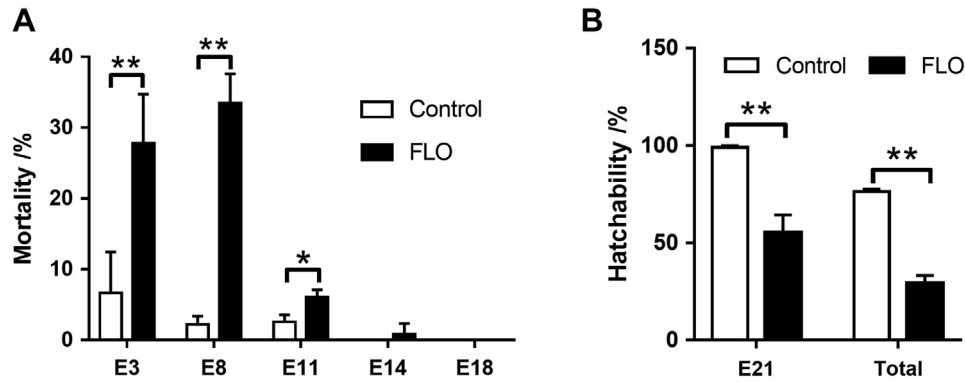 A
Mortality /%
40
30
20
10
0
** ** *
Control
FLO
E3 E8 E11 E14 E18
B
Hatchability /%
150
100
50
0
Control FLO
** **
E21 Total